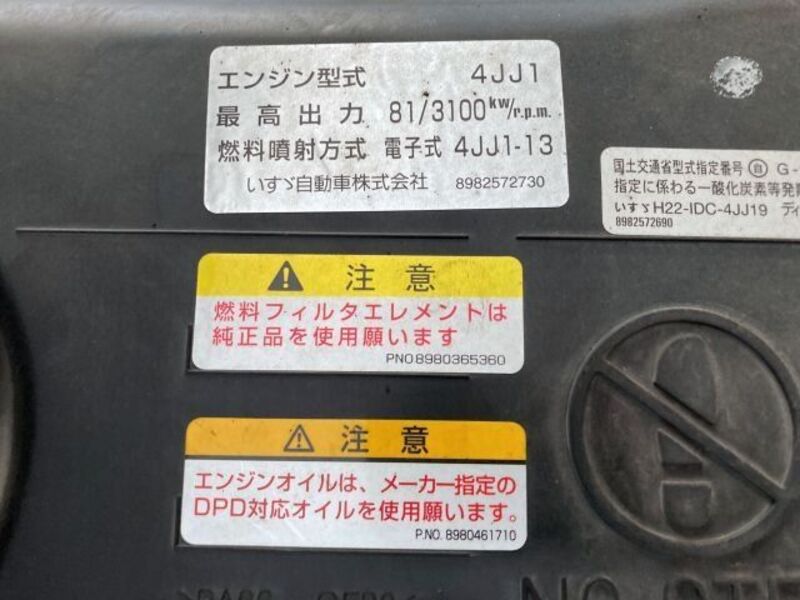 エンジン型式 4JJ1
最高出力 81/3100kw/r.p.m.
燃料噴射方式 電子式 4JJ1-13
いすゞ自動車株式会社 8982572730
国土交通省型式指定番号 自 G-
指定に係わる一酸化炭素等発
いすゞH22-IDC-4JJ19 ディ
8982572690
注意
燃料フィルタエレメントは
純正品を使用願います
PNO8980365360
注意
エンジンオイルは、メーカー指定の
DPD対応オイルを使用願います。
P.NO. 8980461710
NO STE